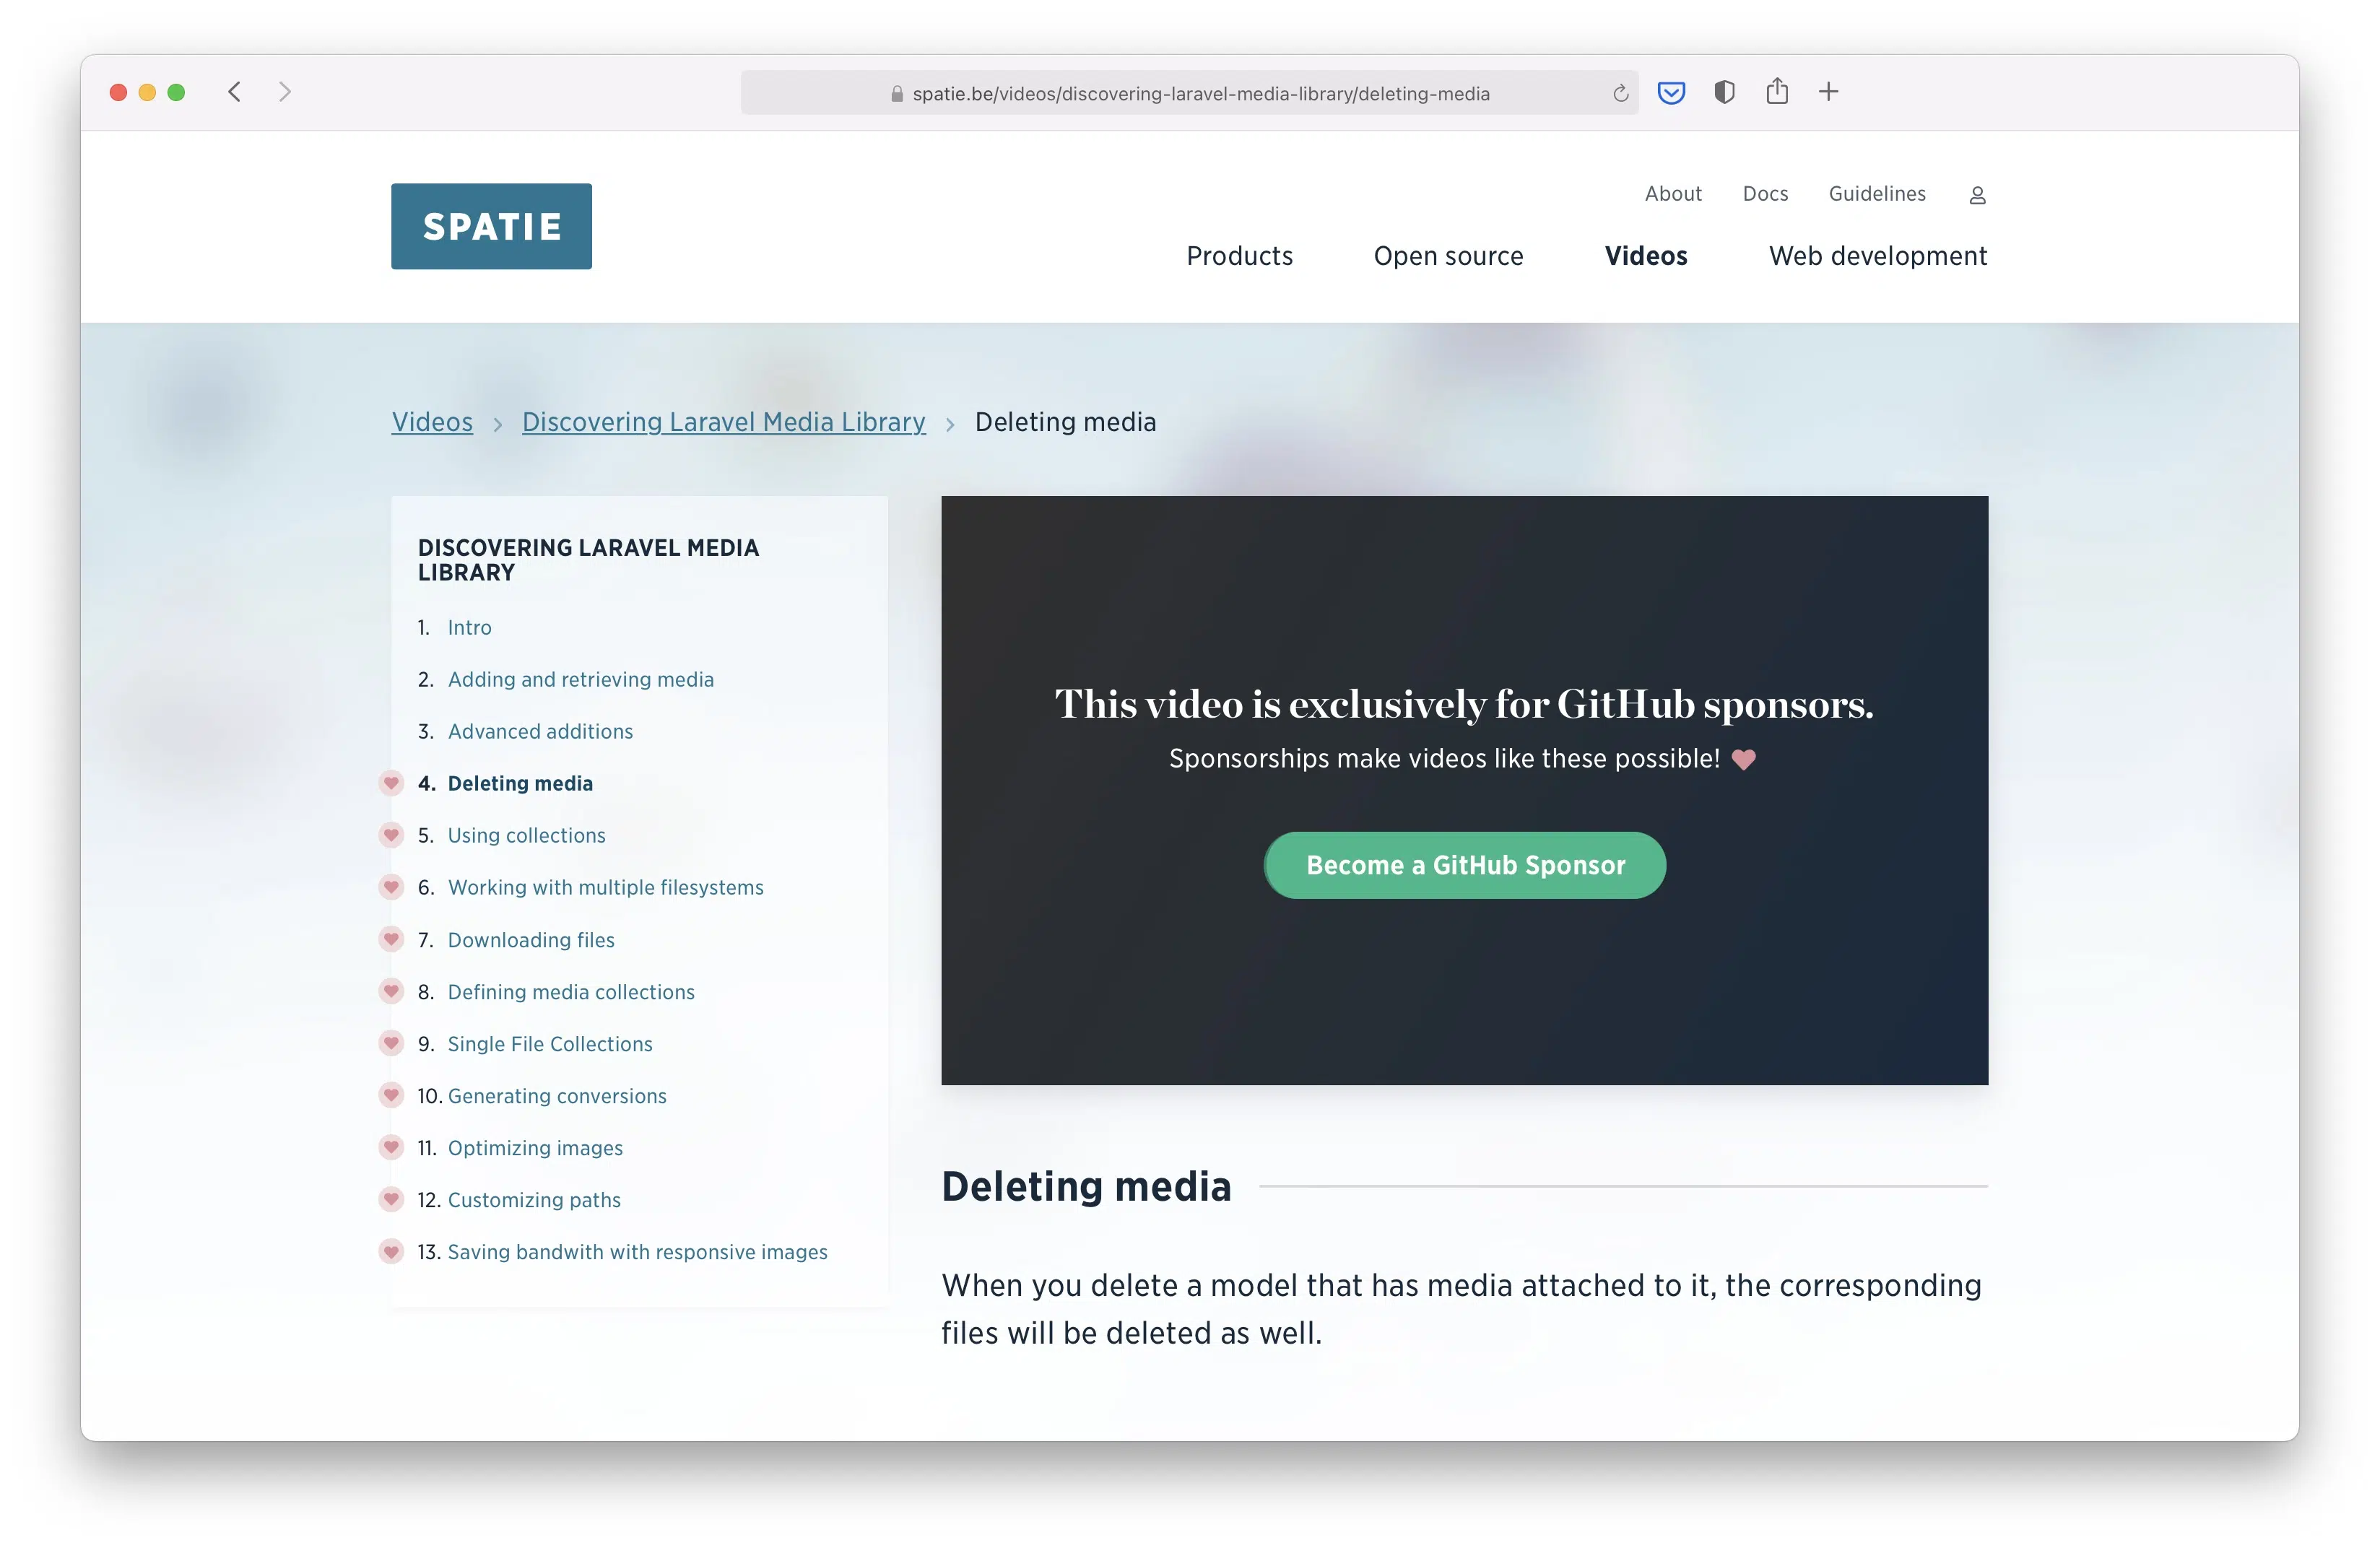 spatie.be/videos/discovering-laravel-media-library/deleting-media
SPATIE
About Docs Guidelines
Products Open source Videos Web development
Videos > Discovering Laravel Media Library > Deleting media
DISCOVERING LARAVEL MEDIA
LIBRARY
1. Intro
2. Adding and retrieving media
3. Advanced additions
4. Deleting media
5. Using collections
6. Working with multiple filesystems
7. Downloading files
8. Defining media collections
9. Single File Collections
10. Generating conversions
11. Optimizing images
12. Customizing paths
13. Saving bandwith with responsive images
This video is exclusively for GitHub sponsors.
Sponsorships make videos like these possible!
Become a GitHub Sponsor
Deleting media
When you delete a model that has media attached to it, the corresponding
files will be deleted as well.